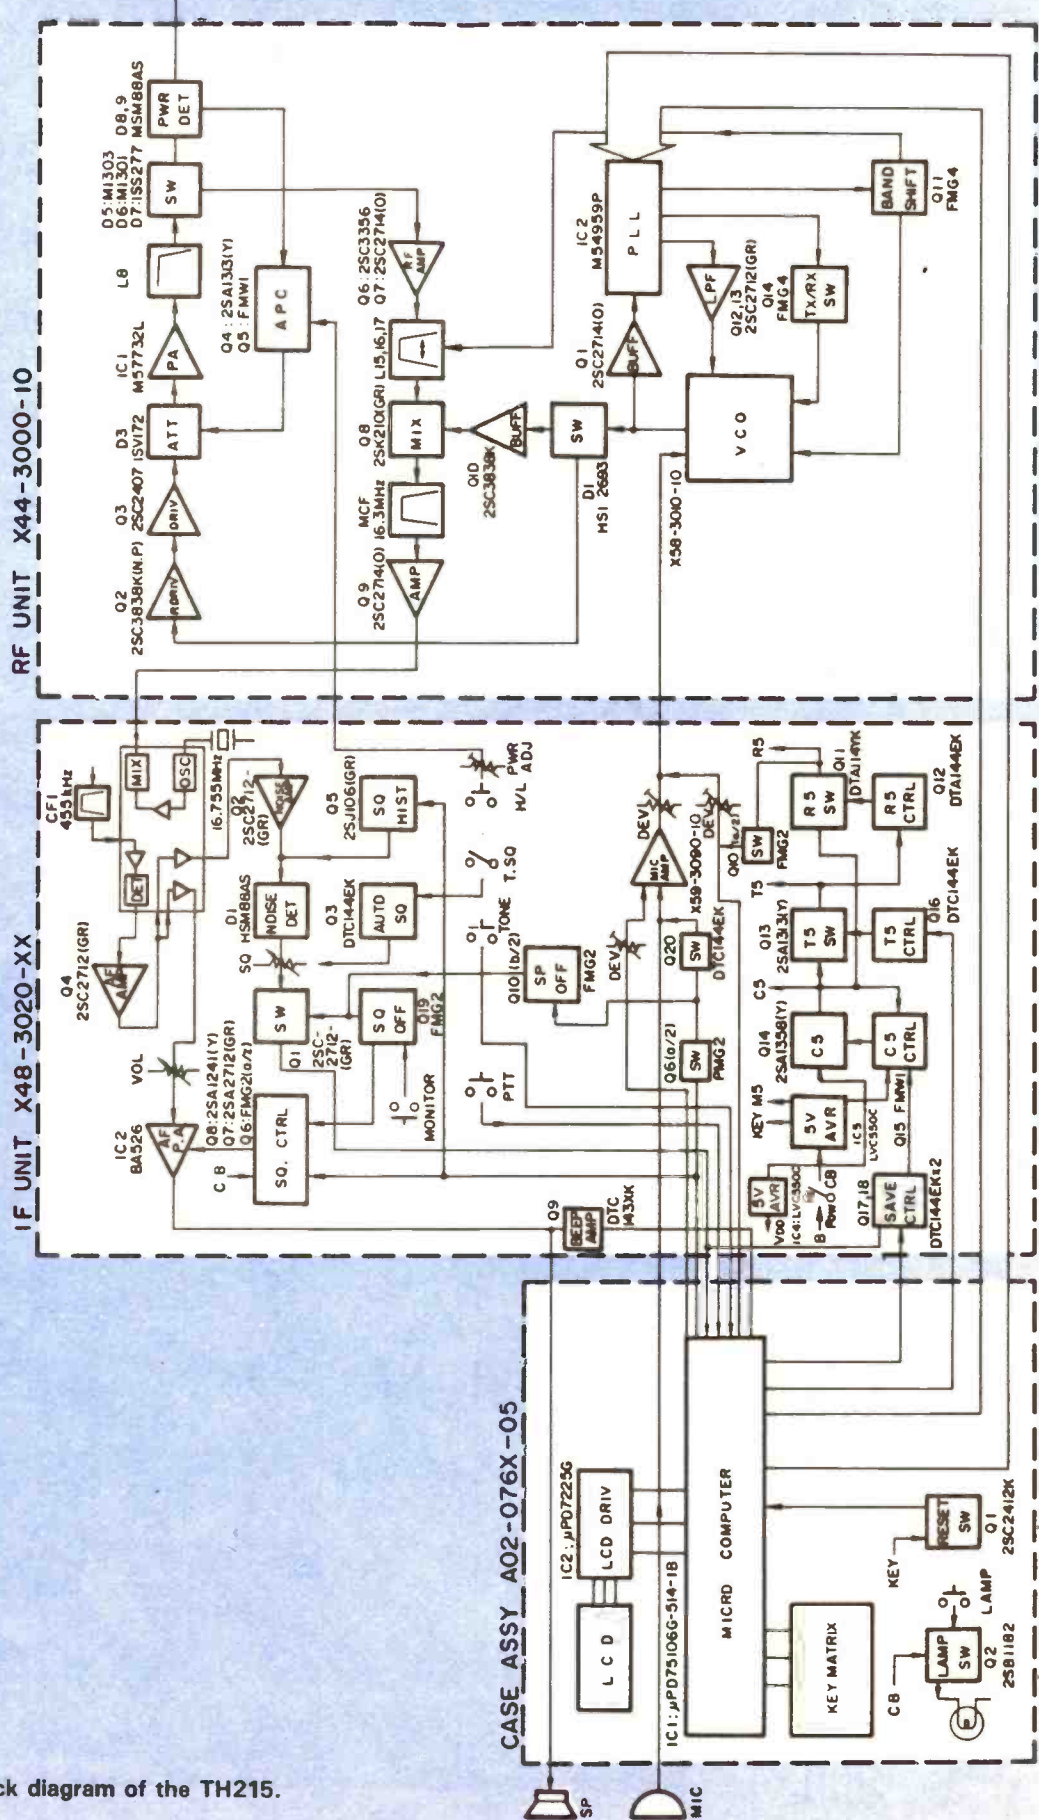 RF UNIT X44-3000-10
D8,9
MSM88AS
PWR
DET
D5:M1303
D6:M1301
D7:1SS277
SW
L8
IC1
M57732L
PA
D3
1SV172
ATT
Q3
2SC2407
DRIV
Q2
2SC3838K(N.P)
Q4:2SA1313(Y)
Q5:FMW1
APC
Q6:2SC3356
Q7:2SC2714(O)
RF
AMP
L15,16,17
Q8
2SK210(GR)
MIX
MCF
16.3MHz
Q9
2SC2714(O)
AMP
Q10
2SC3838K
BUFF
SW
D1
HSI 2693
Q1
2SC2714(O)
BUFF
IC2
M54959P
PLL
LPF
Q12,13
2SC2712(GR)
Q14
FMG4
TX/RX
SW
BAND
SHIFT
Q11
FMG4
VCO
X58-3010-10
IF UNIT X48-3020-XX
CF1
455kHz
MIX
OSC
16.755MHz
DET
Q4
2SC2712(GR)
AF
AMP
Q2
2SC2712-
(GR)
NOISE
AMP
D1
HSM88AS
NOISE
DET
Q5
2SJ106(GR)
SQ
HIST
Q3
DTC144EK
AUTO
SQ
SQ
VOL
IC2
BA526
AF
P.A
Q8:2SA1241(Y)
Q7:2SA2712(GR)
Q6:FMG2(a/2)
SQ. CTRL
CB
SW
Q1
2SC-
2712-
(GR)
SQ
OFF
Q19
FMG2
MONITOR
PWR
ADJ
H/L
T.SQ
TONE
PTT
Q10(b/2)
SP
OFF
FMG2
DEV
MIC
AMP
DEV
DEV
X59-3090-10
Q10(a/2)
SW
FMG2
Q20
SW
DTC144EK
Q6(a/2)
SW
PMG2
Q9
BEEP
AMP
DTC
143XK
R5
R5
SW
Q11
DTA114YK
R5
CTRL
Q12
DTA144EK
T5
T5
SW
Q13
2SA1313(Y)
T5
CTRL
Q16
DTC144EK
C5
C5
Q14
2SA1358(Y)
C5
CTRL
Q15 FMW1
KEY M5
5V
AVR
IC5
LVC550C
5V
AVR
VDD
IC4:LVC550C
B
POW
CB
Q17,18
SAVE
CTRL
DTC144EKx2
CASE ASSY A02-076X-05
IC2:μPD7225G
LCD DRIV
LCD
MICRO COMPUTER
IC1:μPD75106G-514-1B
KEY MATRIX
KEY
RESET
SW
Q1
2SC2412K
CB
LAMP
SW
Q2
2SB1182
LAMP
SP
MIC
ck diagram of the TH215.